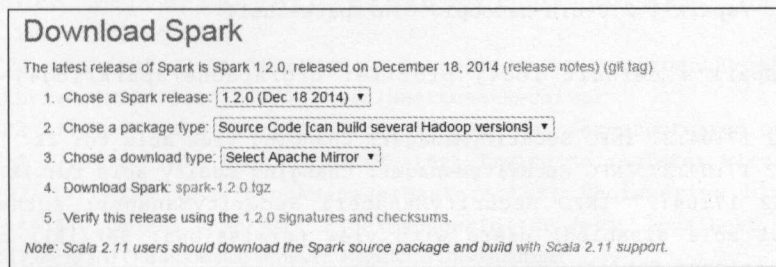 Download Spark
The latest release of Spark is Spark 1.2.0, released on December 18, 2014 (release notes) (git tag)
1. Chose a Spark release: 1.2.0 (Dec 18 2014)
2. Chose a package type: Source Code [can build several Hadoop versions]
3. Chose a download type: Select Apache Mirror
4. Download Spark: spark-1.2.0.tgz
5. Verify this release using the 1.2.0 signatures and checksums.
Note: Scala 2.11 users should download the Spark source package and build with Scala 2.11 support.